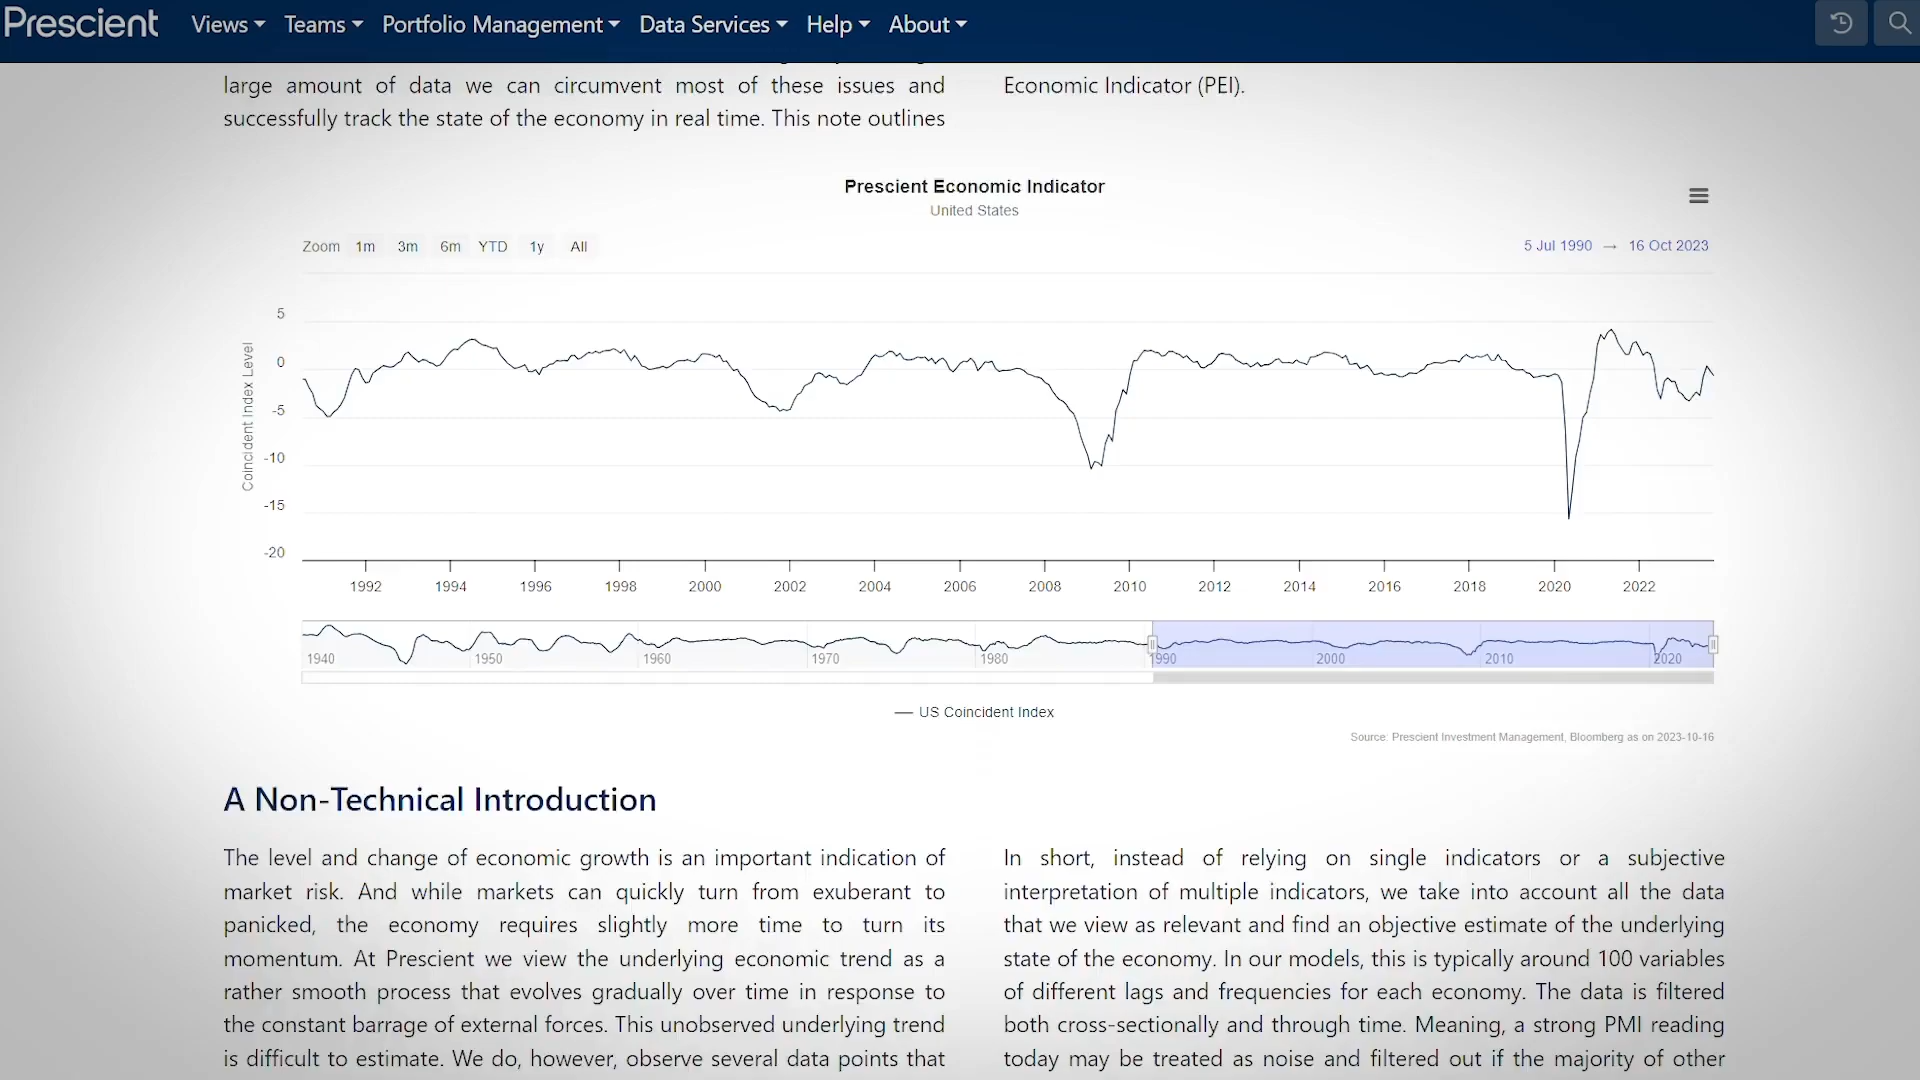 Prescient Views Teams Portfolio Management Data Services Help About
large amount of data we can circumvent most of these issues and
successfully track the state of the economy in real time. This note outlines
Economic Indicator (PEI).
Prescient Economic Indicator
United States
Zoom 1m 3m 6m YTD 1y All
5 Jul 1990 → 16 Oct 2023
Coincident Index Level
5
0
-5
-10
-15
-20
1992 1994 1996 1998 2000 2002 2004 2006 2008 2010 2012 2014 2016 2018 2020 2022
1940 1950 1960 1970 1980 1990 2000 2010 2020
US Coincident Index
Source: Prescient Investment Management, Bloomberg as on 2023-10-16
A Non-Technical Introduction
The level and change of economic growth is an important indication of
market risk. And while markets can quickly turn from exuberant to
panicked, the economy requires slightly more time to turn its
momentum. At Prescient we view the underlying economic trend as a
rather smooth process that evolves gradually over time in response to
the constant barrage of external forces. This unobserved underlying trend
is difficult to estimate. We do, however, observe several data points that
In short, instead of relying on single indicators or a subjective
interpretation of multiple indicators, we take into account all the data
that we view as relevant and find an objective estimate of the underlying
state of the economy. In our models, this is typically around 100 variables
of different lags and frequencies for each economy. The data is filtered
both cross-sectionally and through time. Meaning, a strong PMI reading
today may be treated as noise and filtered out if the majority of other